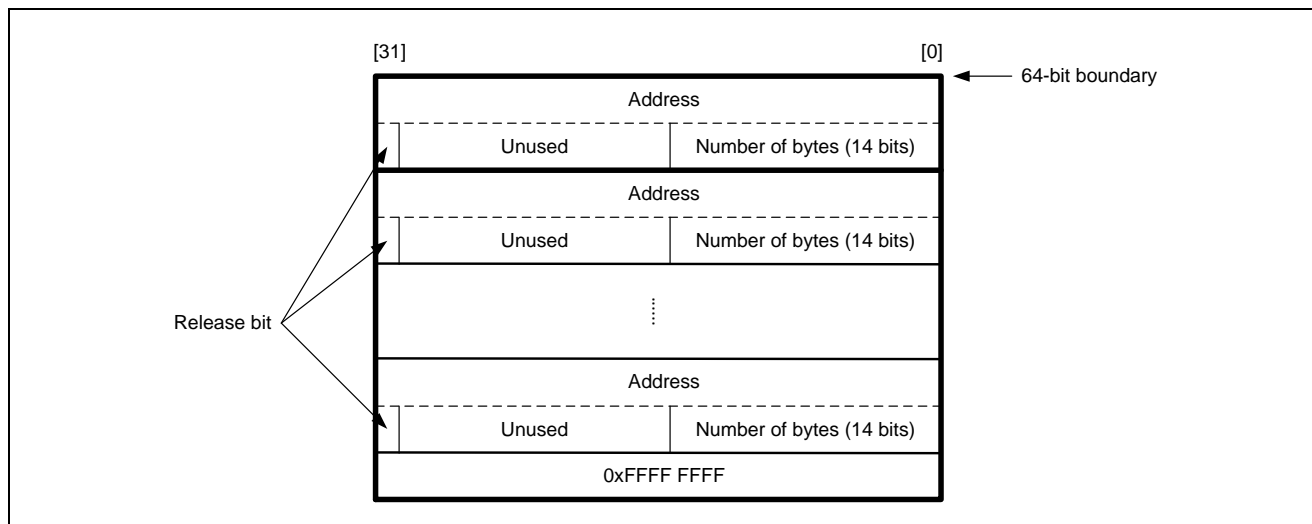 [31] [0]
64-bit boundary
Address
Unused Number of bytes (14 bits)
Address
Unused Number of bytes (14 bits)
Release bit
Address
Unused Number of bytes (14 bits)
0xFFFF FFFF